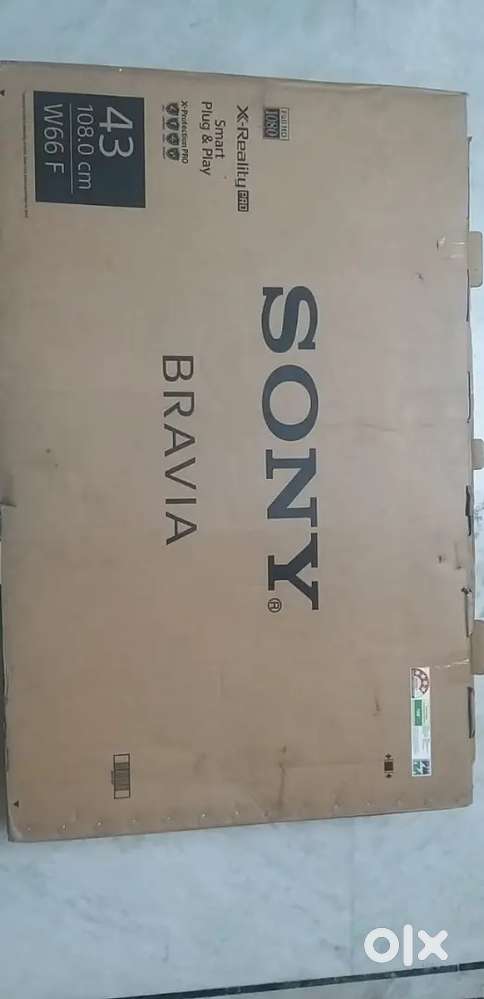 43
108.0 cm
W66 F
FULL HD
1080
X-Reality PRO
Smart
Plug & Play
X-Protection PRO
SONY®
BRAVIA
olx